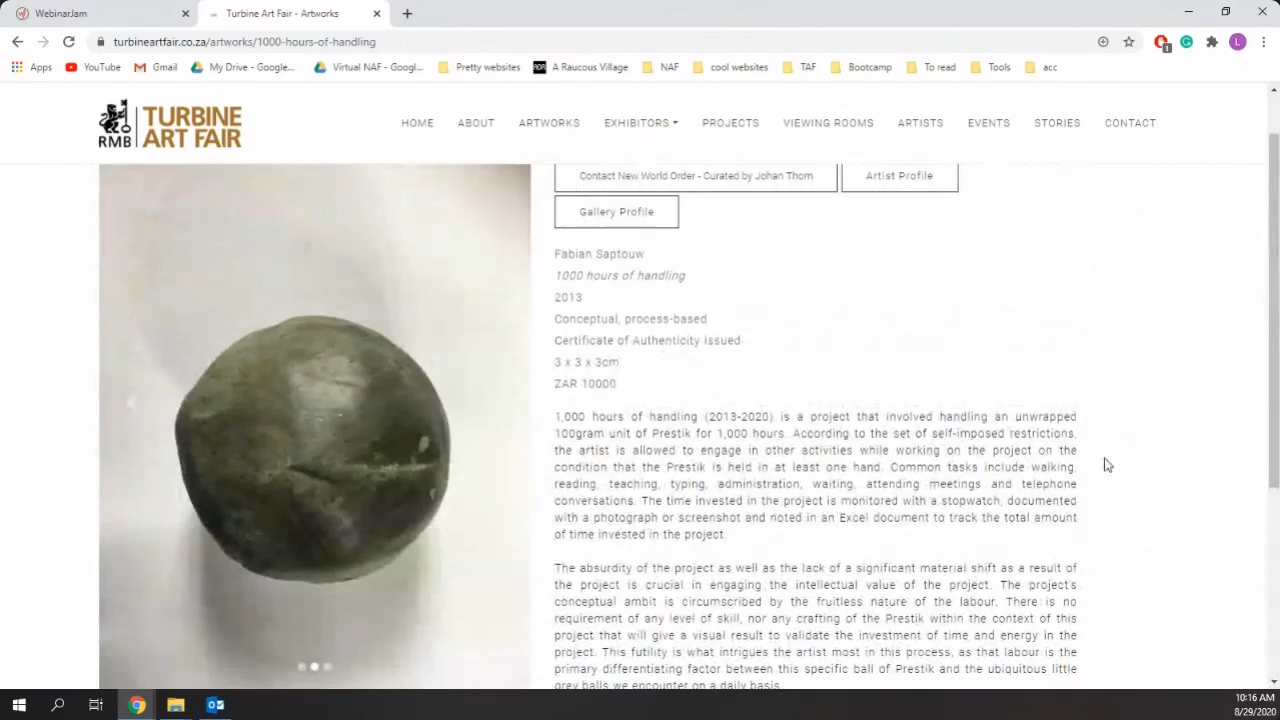 WebinarJam
Turbine Art Fair - Artworks
turbineartfair.co.za/artworks/1000-hours-of-handling
Apps YouTube Gmail My Drive - Google... Virtual NAF - Googl... Pretty websites A Raucous Village NAF cool websites TAF Bootcamp To read Tools acc
RMB TURBINE ART FAIR
HOME ABOUT ARTWORKS EXHIBITORS PROJECTS VIEWING ROOMS ARTISTS EVENTS STORIES CONTACT
Contact New World Order - Curated by Johan Thom Artist Profile
Gallery Profile
Fabian Saptouw
1000 hours of handling
2013
Conceptual, process-based
Certificate of Authenticity Issued
3 x 3 x 3cm
ZAR 10000
1,000 hours of handling (2013-2020) is a project that involved handling an unwrapped
100gram unit of Prestik for 1,000 hours. According to the set of self-imposed restrictions,
the artist is allowed to engage in other activities while working on the project on the
condition that the Prestik is held in at least one hand. Common tasks include walking,
reading, teaching, typing, administration, waiting, attending meetings and telephone
conversations. The time invested in the project is monitored with a stopwatch, documented
with a photograph or screenshot and noted in an Excel document to track the total amount
of time invested in the project.
The absurdity of the project as well as the lack of a significant material shift as a result of
the project is crucial in engaging the intellectual value of the project. The project's
conceptual ambit is circumscribed by the fruitless nature of the labour. There is no
requirement of any level of skill, nor any crafting of the Prestik within the context of this
project that will give a visual result to validate the investment of time and energy in the
project. This futility is what intrigues the artist most in this process, as that labour is the
primary differentiating factor between this specific ball of Prestik and the ubiquitous little
grey balls we encounter on a daily basis.
10:16 AM
8/29/2020